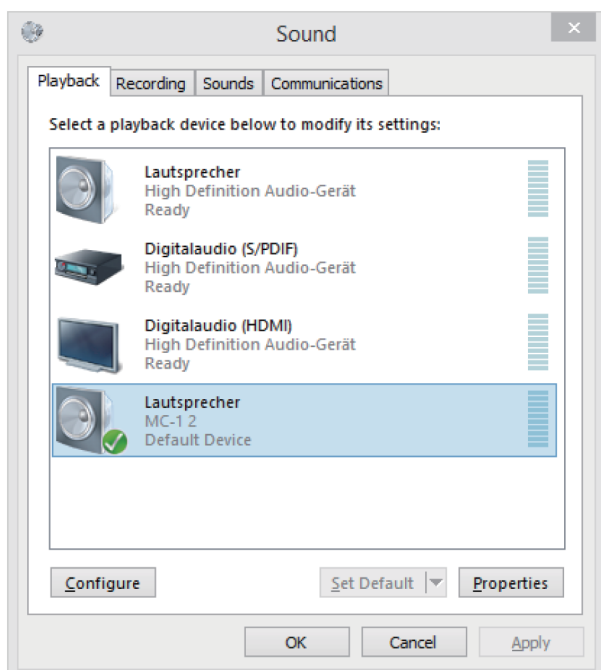 Sound
Playback Recording Sounds Communications
Select a playback device below to modify its settings:
Lautsprecher
High Definition Audio-Gerät
Ready
Digitalaudio (S/PDIF)
High Definition Audio-Gerät
Ready
Digitalaudio (HDMI)
High Definition Audio-Gerät
Ready
Lautsprecher
MC-1 2
Default Device
Configure Set Default Properties
OK Cancel Apply